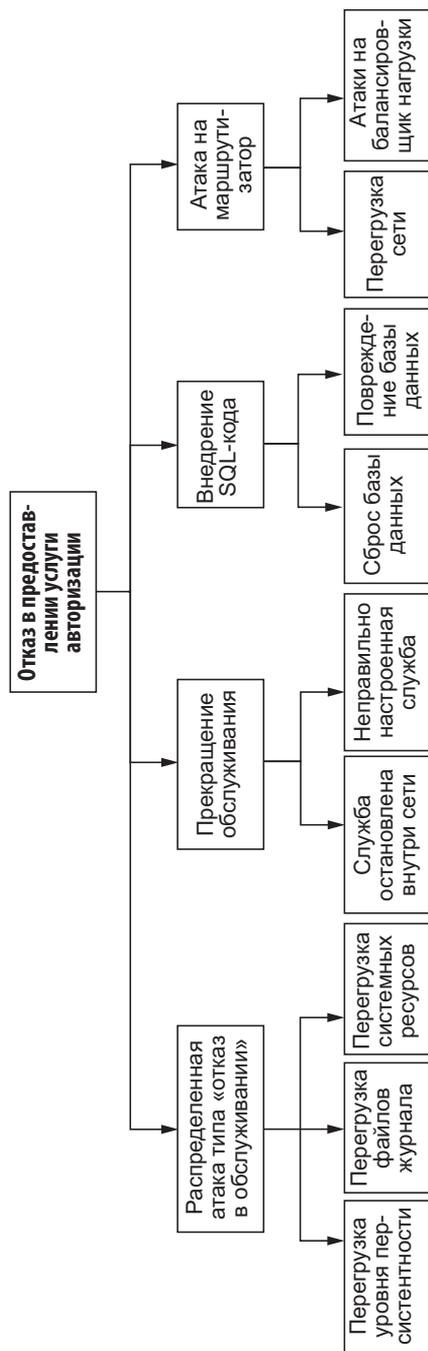 Отказ в предостав-
лении услуги
авторизации
Распределенная
атака типа «отказ
в обслуживании»
Прекращение
обслуживания
Внедрение
SQL-кода
Атака на
маршрути-
затор
Перегрузка
уровня пер-
систентности
Перегрузка
файлов
журнала
Перегрузка
системных
ресурсов
Служба
остановлена
внутри сети
Неправильно
настроенная
служба
Сброс базы
данных
Поврежде-
ние базы
данных
Перегрузка
сети
Атаки на
балансиров-
щик нагрузки